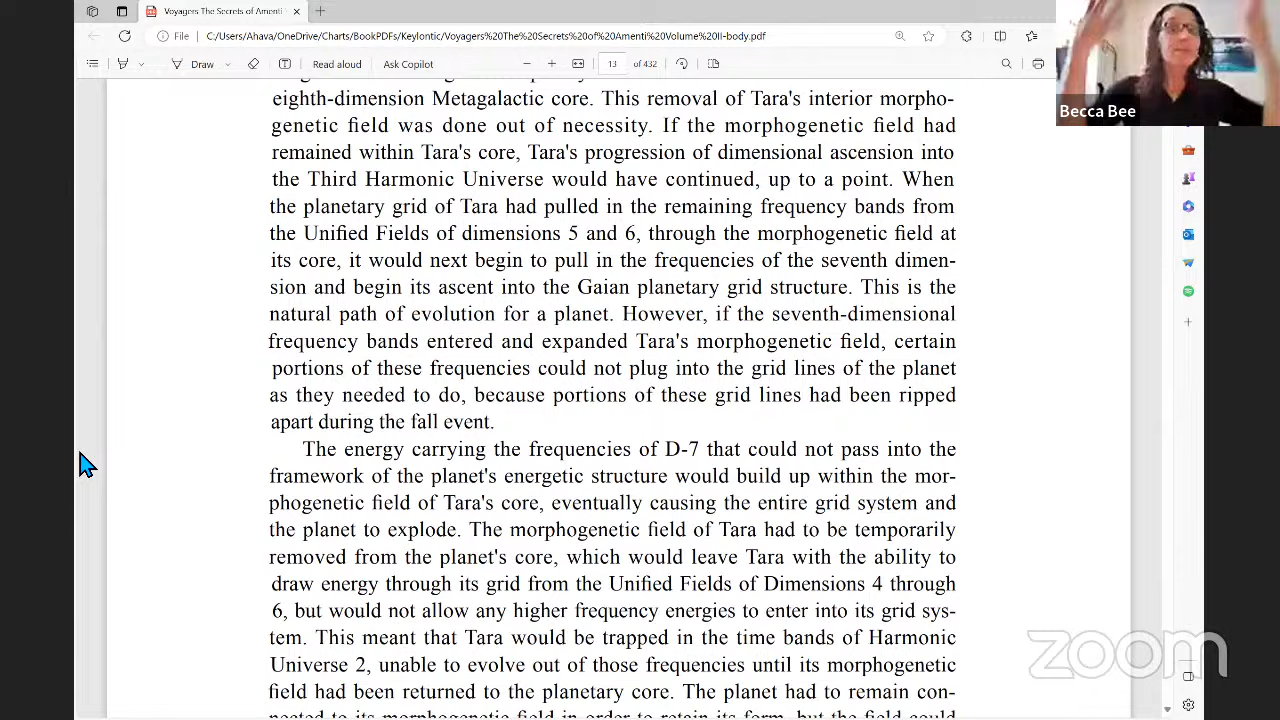 Voyagers The Secrets of Amenti
File
C:/Users/Ahava/OneDrive/Charts/BookPDFs/Keylontic/Voyagers%20The%20Secrets%20of%20Amenti%20Volume%20II-body.pdf
Draw
Read aloud
Ask Copilot
13 of 432
Becca Bee
eighth-dimension Metagalactic core. This removal of Tara's interior morpho-
genetic field was done out of necessity. If the morphogenetic field had
remained within Tara's core, Tara's progression of dimensional ascension into
the Third Harmonic Universe would have continued, up to a point. When
the planetary grid of Tara had pulled in the remaining frequency bands from
the Unified Fields of dimensions 5 and 6, through the morphogenetic field at
its core, it would next begin to pull in the frequencies of the seventh dimen-
sion and begin its ascent into the Gaian planetary grid structure. This is the
natural path of evolution for a planet. However, if the seventh-dimensional
frequency bands entered and expanded Tara's morphogenetic field, certain
portions of these frequencies could not plug into the grid lines of the planet
as they needed to do, because portions of these grid lines had been ripped
apart during the fall event.
The energy carrying the frequencies of D-7 that could not pass into the
framework of the planet's energetic structure would build up within the mor-
phogenetic field of Tara's core, eventually causing the entire grid system and
the planet to explode. The morphogenetic field of Tara had to be temporarily
removed from the planet's core, which would leave Tara with the ability to
draw energy through its grid from the Unified Fields of Dimensions 4 through
6, but would not allow any higher frequency energies to enter into its grid sys-
tem. This meant that Tara would be trapped in the time bands of Harmonic
Universe 2, unable to evolve out of those frequencies until its morphogenetic
field had been returned to the planetary core. The planet had to remain con-
nected to its morphogenetic field in order to retain its form, but the field could
zoom